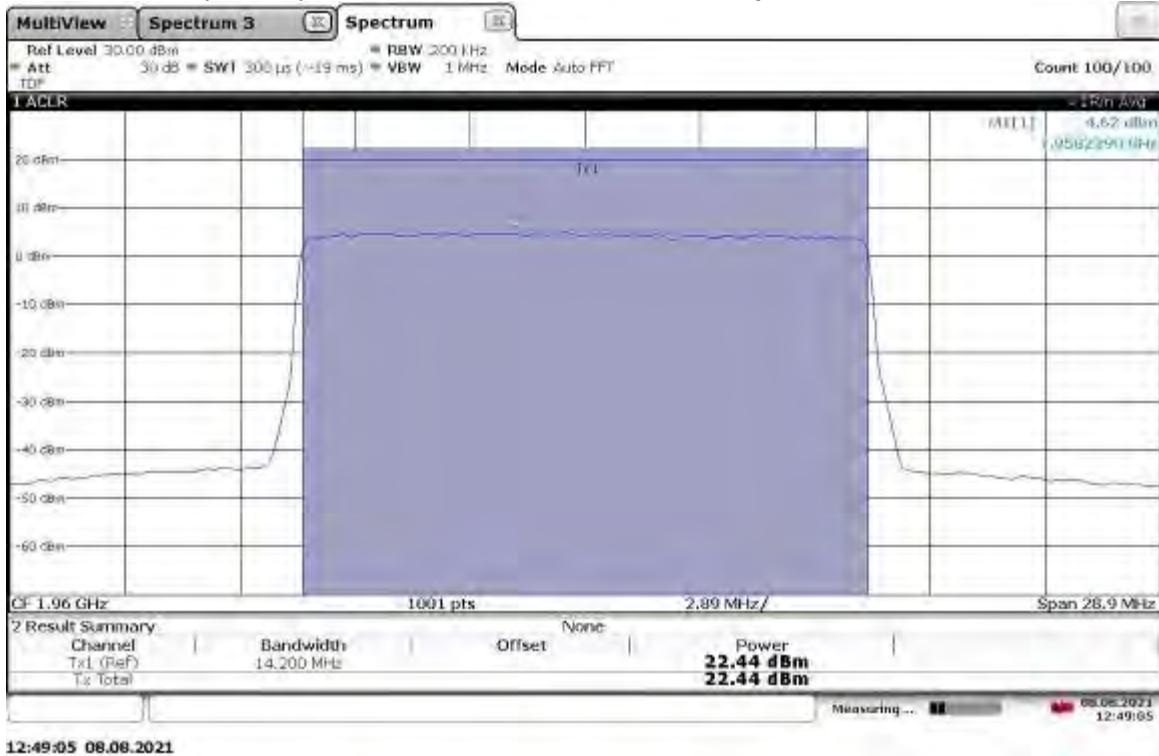 MultiView Spectrum 3 Spectrum
Ref Level 30.00 dBm RBW 200 kHz
Att 30 dB SWT 300 µs (~19 ms) VBW 1 MHz Mode Auto FFT Count 100/100
TDF
1 ACLR 1Rm Avg
M1[1] 4.62 dBm
1.9582390 GHz
20 dBm
Tx1
10 dBm
0 dBm
-10 dBm
-20 dBm
-30 dBm
-40 dBm
-50 dBm
-60 dBm
CF 1.96 GHz 1001 pts 2.89 MHz/ Span 28.9 MHz
2 Result Summary None
Channel Bandwidth Offset Power
Tx1 (Ref) 14.200 MHz 22.44 dBm
Tx Total 22.44 dBm
Measuring... 08.08.2021
12:49:05
12:49:05 08.08.2021